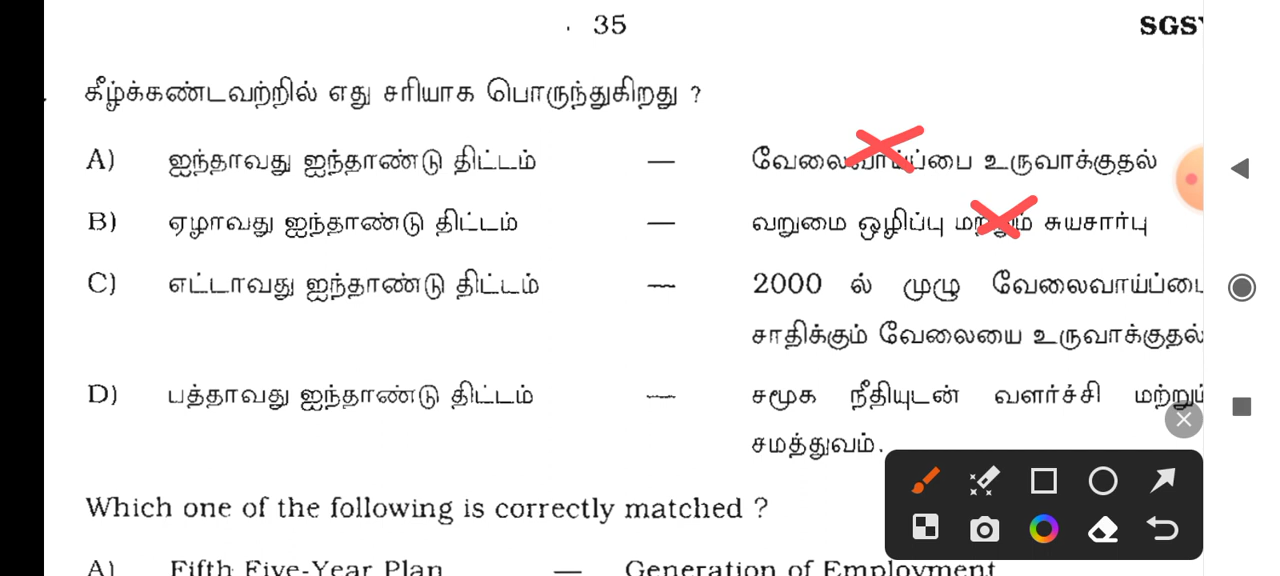 35 SGSY
கீழ்க்கண்டவற்றில் எது சரியாக பொருந்துகிறது ?
A) ஐந்தாவது ஐந்தாண்டு திட்டம் — வேலைவாய்ப்பை உருவாக்குதல்
B) ஏழாவது ஐந்தாண்டு திட்டம் — வறுமை ஒழிப்பு மற்றும் சுயசார்பு
C) எட்டாவது ஐந்தாண்டு திட்டம் — 2000 ல் முழு வேலைவாய்ப்பை
சாதிக்கும் வேலையை உருவாக்குதல்
D) பத்தாவது ஐந்தாண்டு திட்டம் — சமூக நீதியுடன் வளர்ச்சி மற்றும்
சமத்துவம்.
Which one of the following is correctly matched ?
A) Fifth Five-Year Plan — Generation of Employment